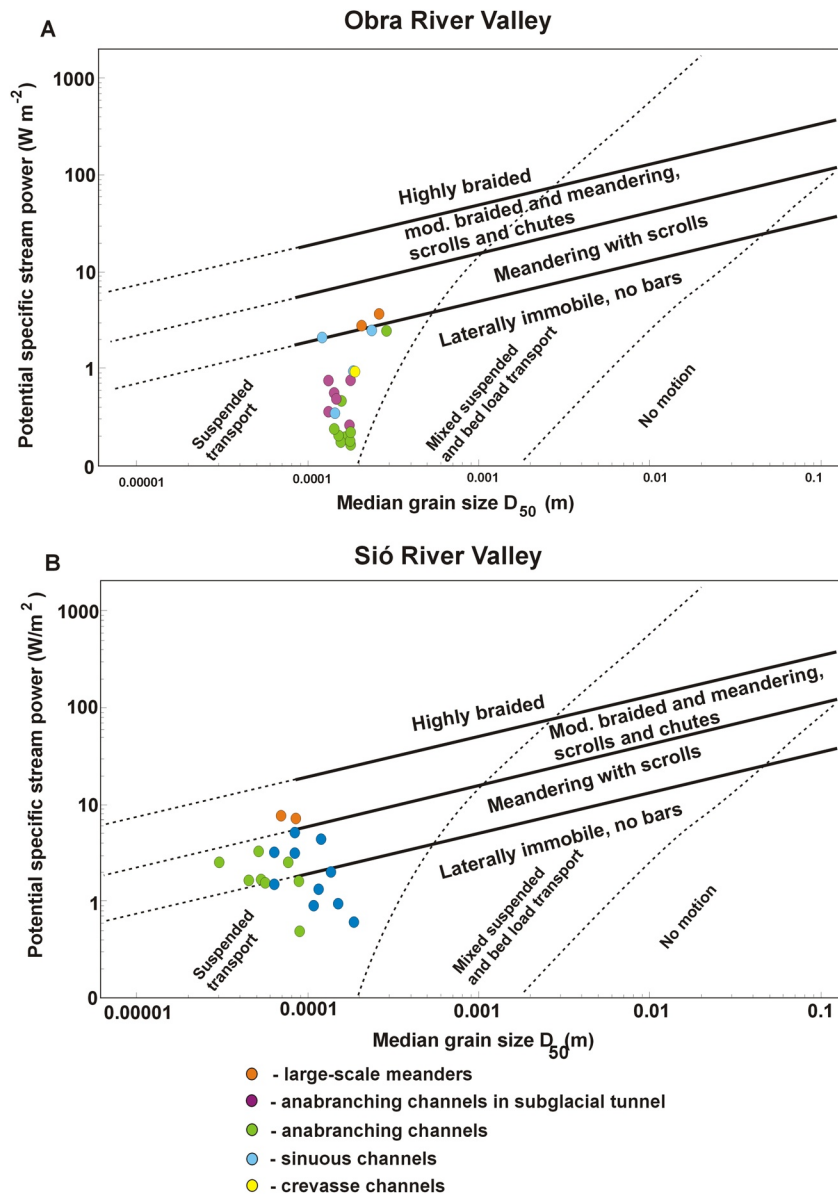 A
Obra River Valley
Potential specific stream power (W m-2)
1000
100
10
1
0
Highly braided
mod. braided and meandering,
scrolls and chutes
Meandering with scrolls
Laterally immobile, no bars
Suspended
transport
Mixed suspended
and bed load transport
No motion
0.00001
0.0001
0.001
0.01
0.1
Median grain size D50 (m)
B
Sió River Valley
Potential specific stream power (W/m2)
1000
100
10
1
0
Highly braided
Mod. braided and meandering,
scrolls and chutes
Meandering with scrolls
Laterally immobile, no bars
Suspended
transport
Mixed suspended
and bed load transport
No motion
0.00001
0.0001
0.001
0.01
0.1
Median grain size D50(m)
- large-scale meanders
- anabranching channels in subglacial tunnel
- anabranching channels
- sinuous channels
- crevasse channels